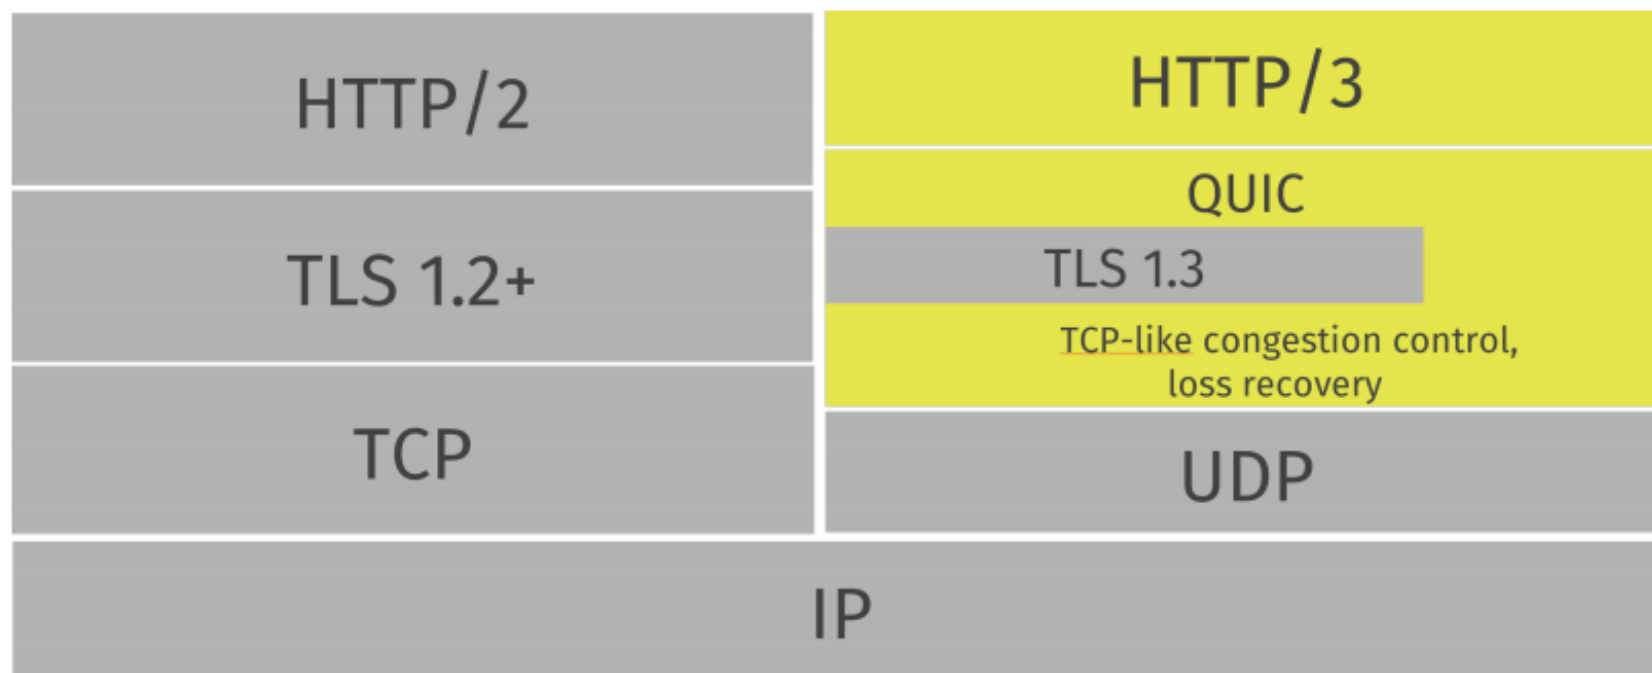 HTTP/2
TLS 1.2+
TCP
HTTP/3
QUIC
TLS 1.3
TCP-like congestion control,
loss recovery
UDP
IP